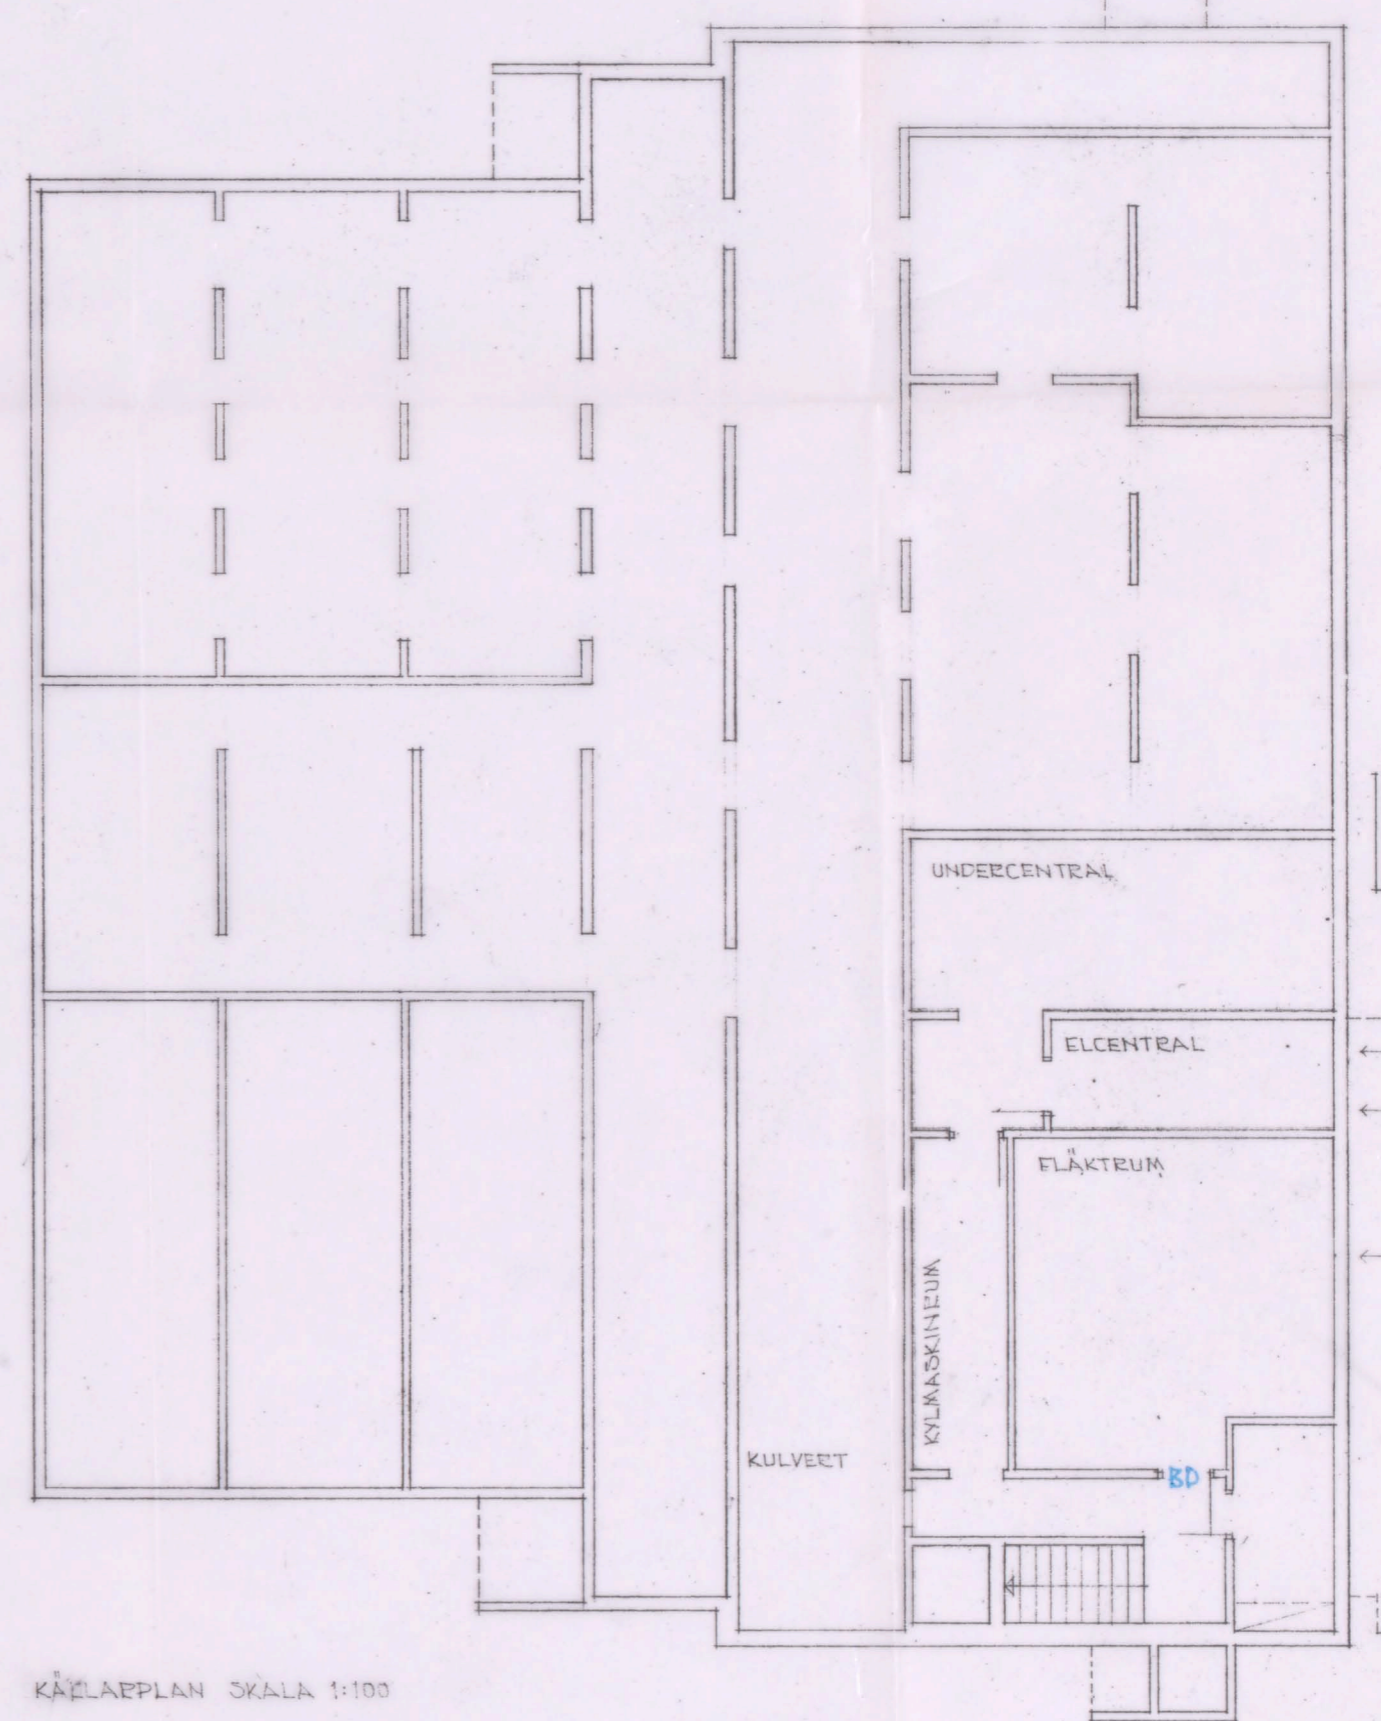 UNDERCENTRAL
ELCENTRAL
FLÄKTRUM
KYLMASKINRUM
KULVERT
BD
KÄLLARPLAN SKALA 1:100